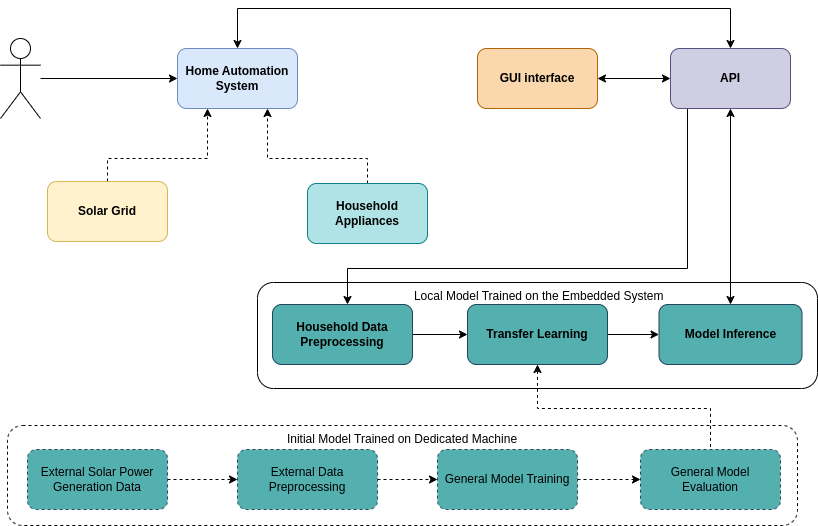 Home Automation
System
GUI interface
API
Solar Grid
Household
Appliances
Local Model Trained on the Embedded System
Household Data
Preprocessing
Transfer Learning
Model Inference
Initial Model Trained on Dedicated Machine
External Solar Power
Generation Data
External Data
Preprocessing
General Model Training
General Model
Evaluation